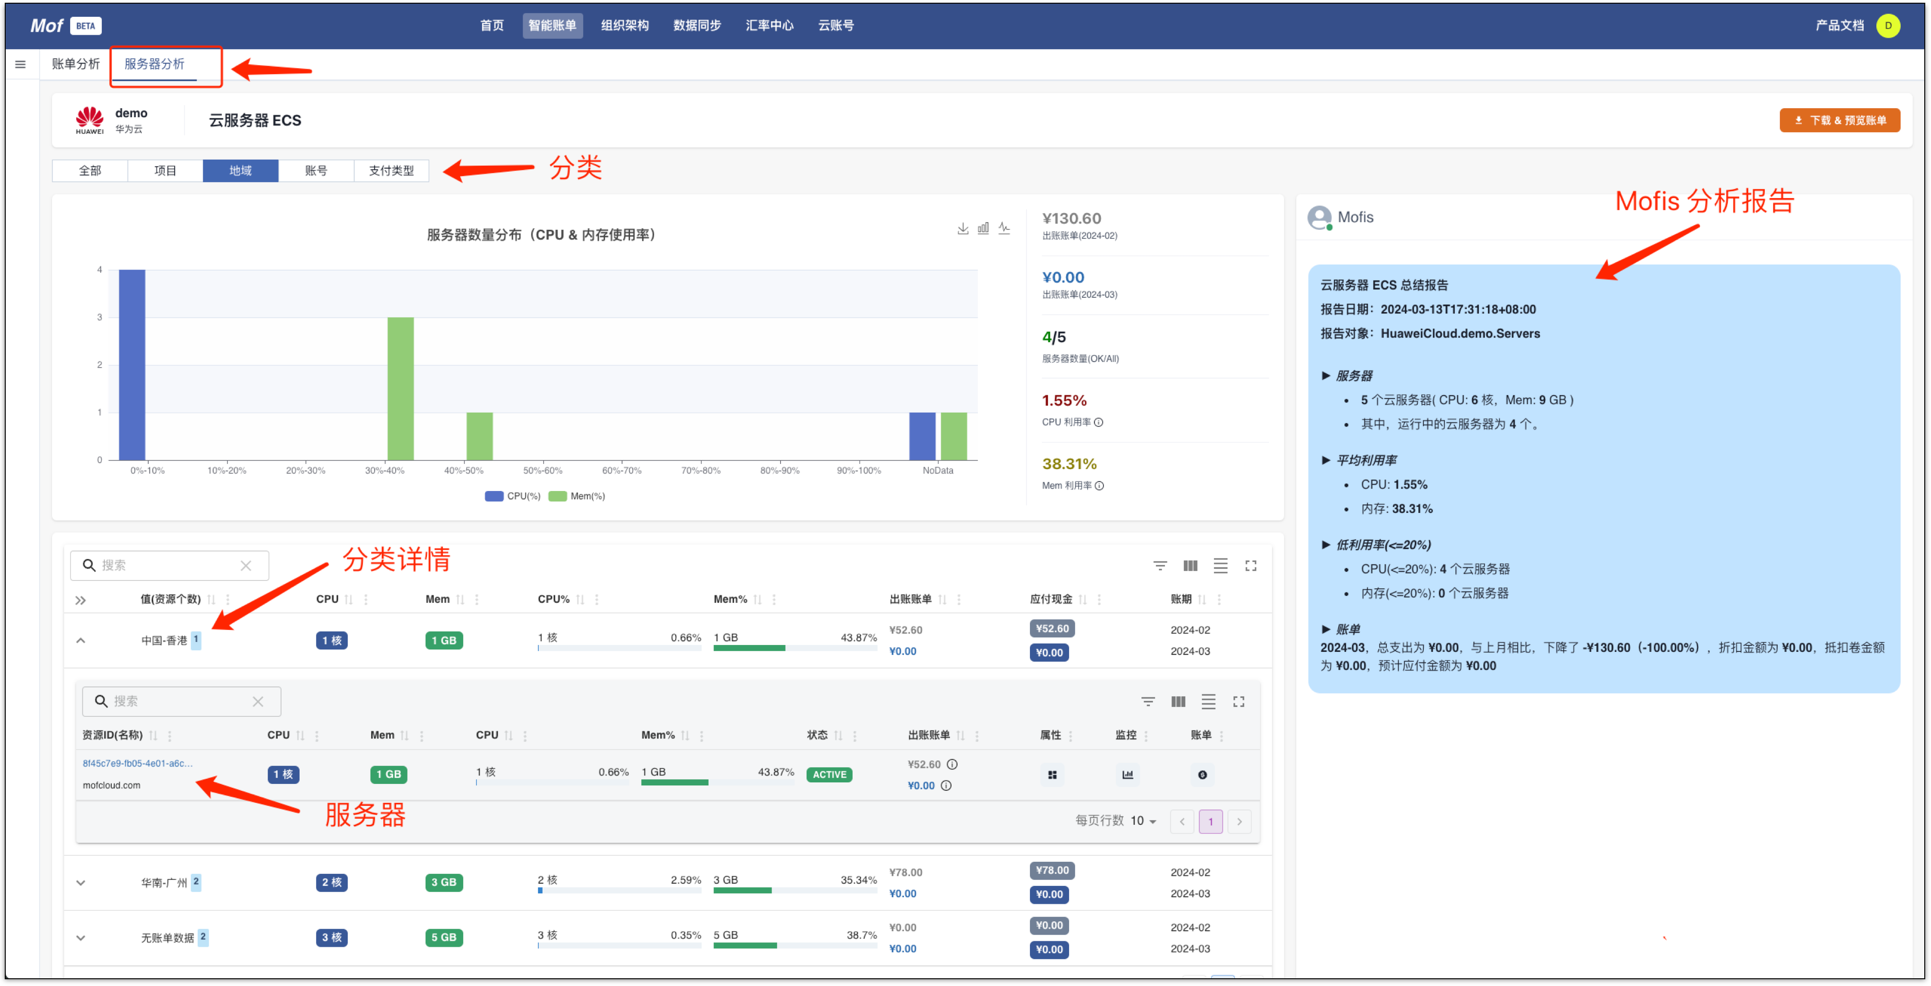 Mof BETA 首页 智能账单 组织架构 数据同步 汇率中心 云账号 产品文档 D
账单分析 服务器分析
HUAWEI demo 华为云 云服务器 ECS 下载 & 预览账单
全部 项目 地域 账号 支付类型 分类
服务器数量分布（CPU & 内存使用率）
4
3
2
1
0
0%-10% 10%-20% 20%-30% 30%-40% 40%-50% 50%-60% 60%-70% 70%-80% 80%-90% 90%-100% NoData
CPU(%) Mem(%)
¥130.60
出账账单(2024-02)
¥0.00
出账账单(2024-03)
4/5
服务器数量(OK/All)
1.55%
CPU 利用率
38.31%
Mem 利用率
Mofis
Mofis 分析报告
云服务器 ECS 总结报告
报告日期：2024-03-13T17:31:18+08:00
报告对象：HuaweiCloud.demo.Servers
► 服务器
• 5 个云服务器( CPU: 6 核，Mem: 9 GB )
• 其中，运行中的云服务器为 4 个。
► 平均利用率
• CPU: 1.55%
• 内存: 38.31%
► 低利用率(<=20%)
• CPU(<=20%): 4 个云服务器
• 内存(<=20%): 0 个云服务器
► 账单
2024-03，总支出为 ¥0.00，与上月相比，下降了 -¥130.60（-100.00%），折扣金额为 ¥0.00，抵扣卷金额
为 ¥0.00，预计应付金额为 ¥0.00
搜索 分类详情
值(资源个数) CPU Mem CPU% Mem% 出账账单 应付现金 账期
中国-香港 1 1 核 1 GB 1 核 0.66% 1 GB 43.87% ¥52.60 ¥52.60 2024-02
¥0.00 ¥0.00 2024-03
搜索
资源ID(名称) CPU Mem CPU Mem% 状态 出账账单 属性 监控 账单
8f45c7e9-fb05-4e01-a6c... 1 核 1 GB 1 核 0.66% 1 GB 43.87% ACTIVE ¥52.60
mofcloud.com ¥0.00
服务器
每页行数 10 1
华南-广州 2 2 核 3 GB 2 核 2.59% 3 GB 35.34% ¥78.00 ¥78.00 2024-02
¥0.00 ¥0.00 2024-03
无账单数据 2 3 核 5 GB 3 核 0.35% 5 GB 38.7% ¥0.00 ¥0.00 2024-02
¥0.00 ¥0.00 2024-03